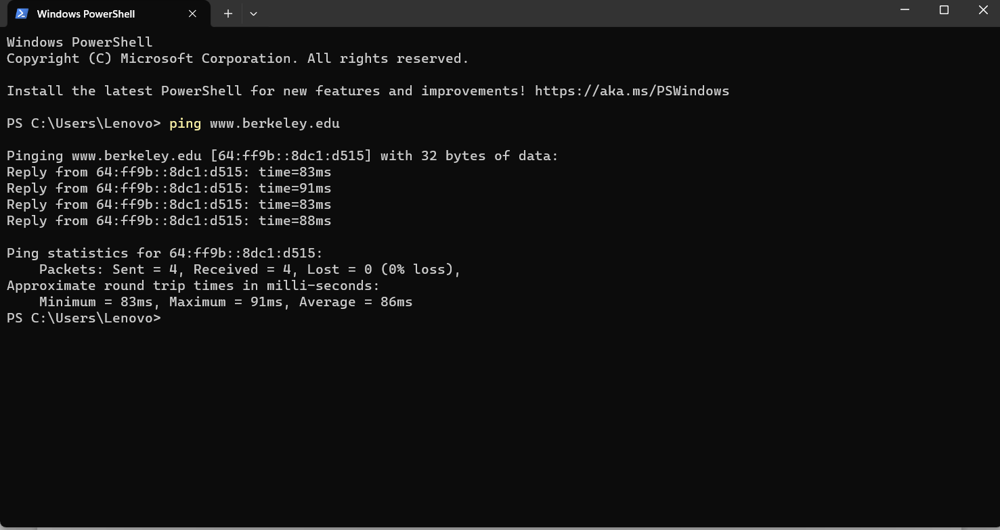 Windows PowerShell
Windows PowerShell
Copyright (C) Microsoft Corporation. All rights reserved.
Install the latest PowerShell for new features and improvements! https://aka.ms/PSWindows
PS C:\Users\Lenovo> ping www.berkeley.edu
Pinging www.berkeley.edu [64:ff9b::8dc1:d515] with 32 bytes of data:
Reply from 64:ff9b::8dc1:d515: time=83ms
Reply from 64:ff9b::8dc1:d515: time=91ms
Reply from 64:ff9b::8dc1:d515: time=83ms
Reply from 64:ff9b::8dc1:d515: time=88ms
Ping statistics for 64:ff9b::8dc1:d515:
    Packets: Sent = 4, Received = 4, Lost = 0 (0% loss),
Approximate round trip times in milli-seconds:
    Minimum = 83ms, Maximum = 91ms, Average = 86ms
PS C:\Users\Lenovo>